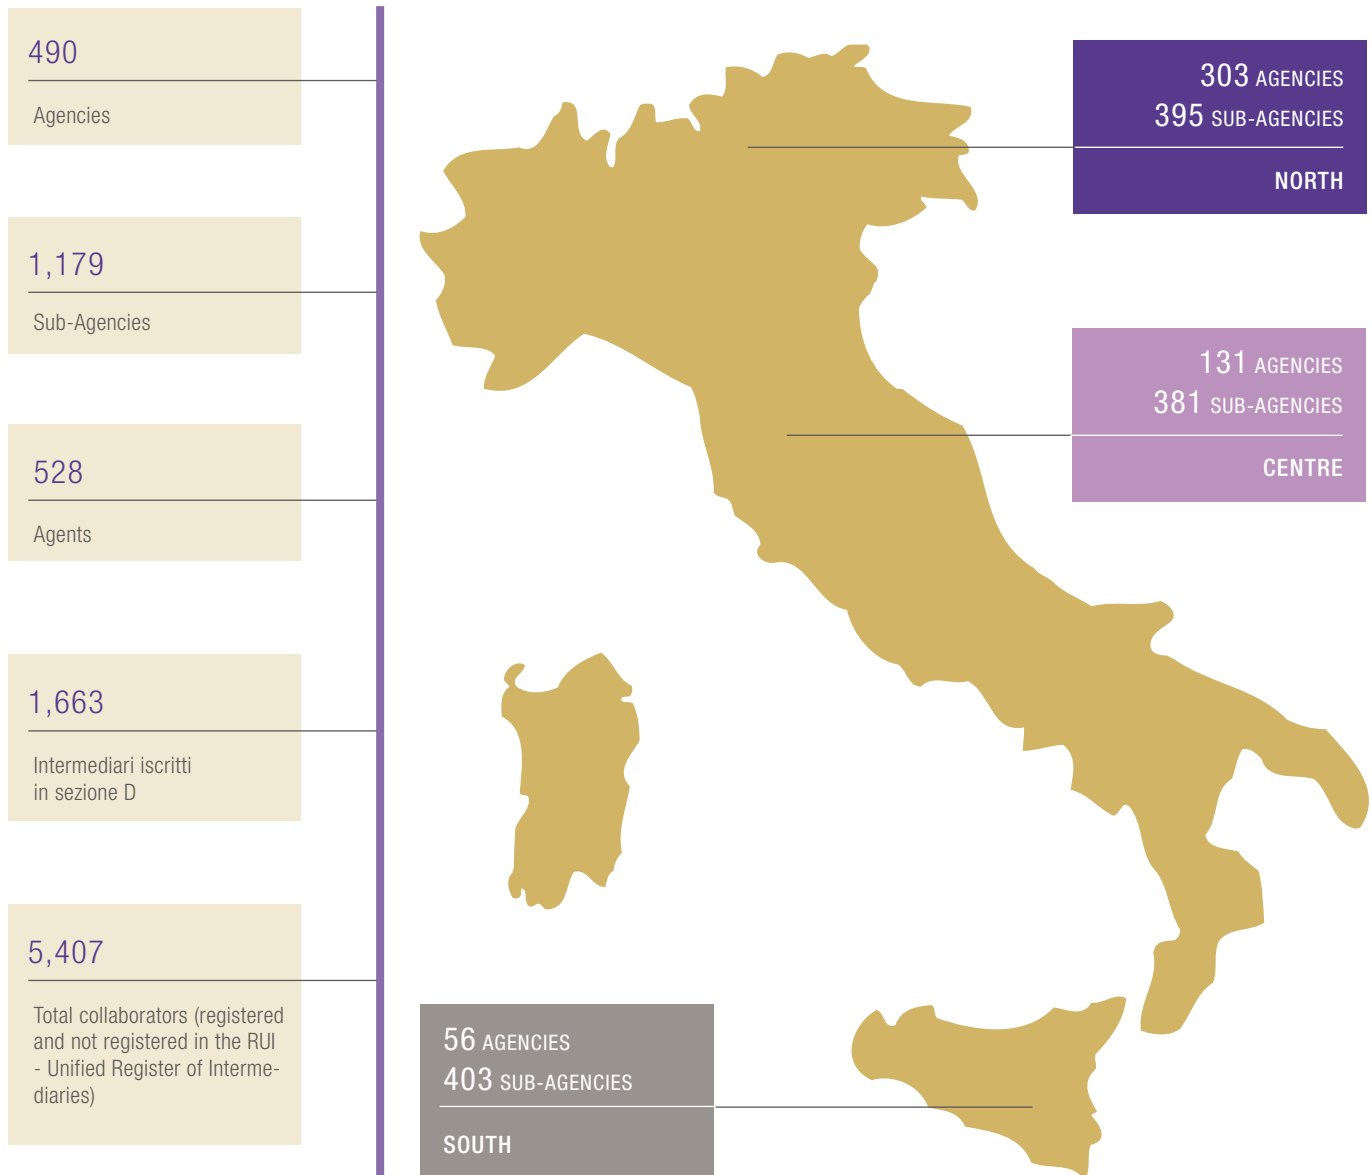 490
Agencies
1,179
Sub-Agencies
528
Agents
1,663
Intermediari iscritti
in sezione D
5,407
Total collaborators (registered
and not registered in the RUI
- Unified Register of Interme-
diaries)
303 AGENCIES
395 SUB-AGENCIES
NORTH
131 AGENCIES
381 SUB-AGENCIES
CENTRE
56 AGENCIES
403 SUB-AGENCIES
SOUTH